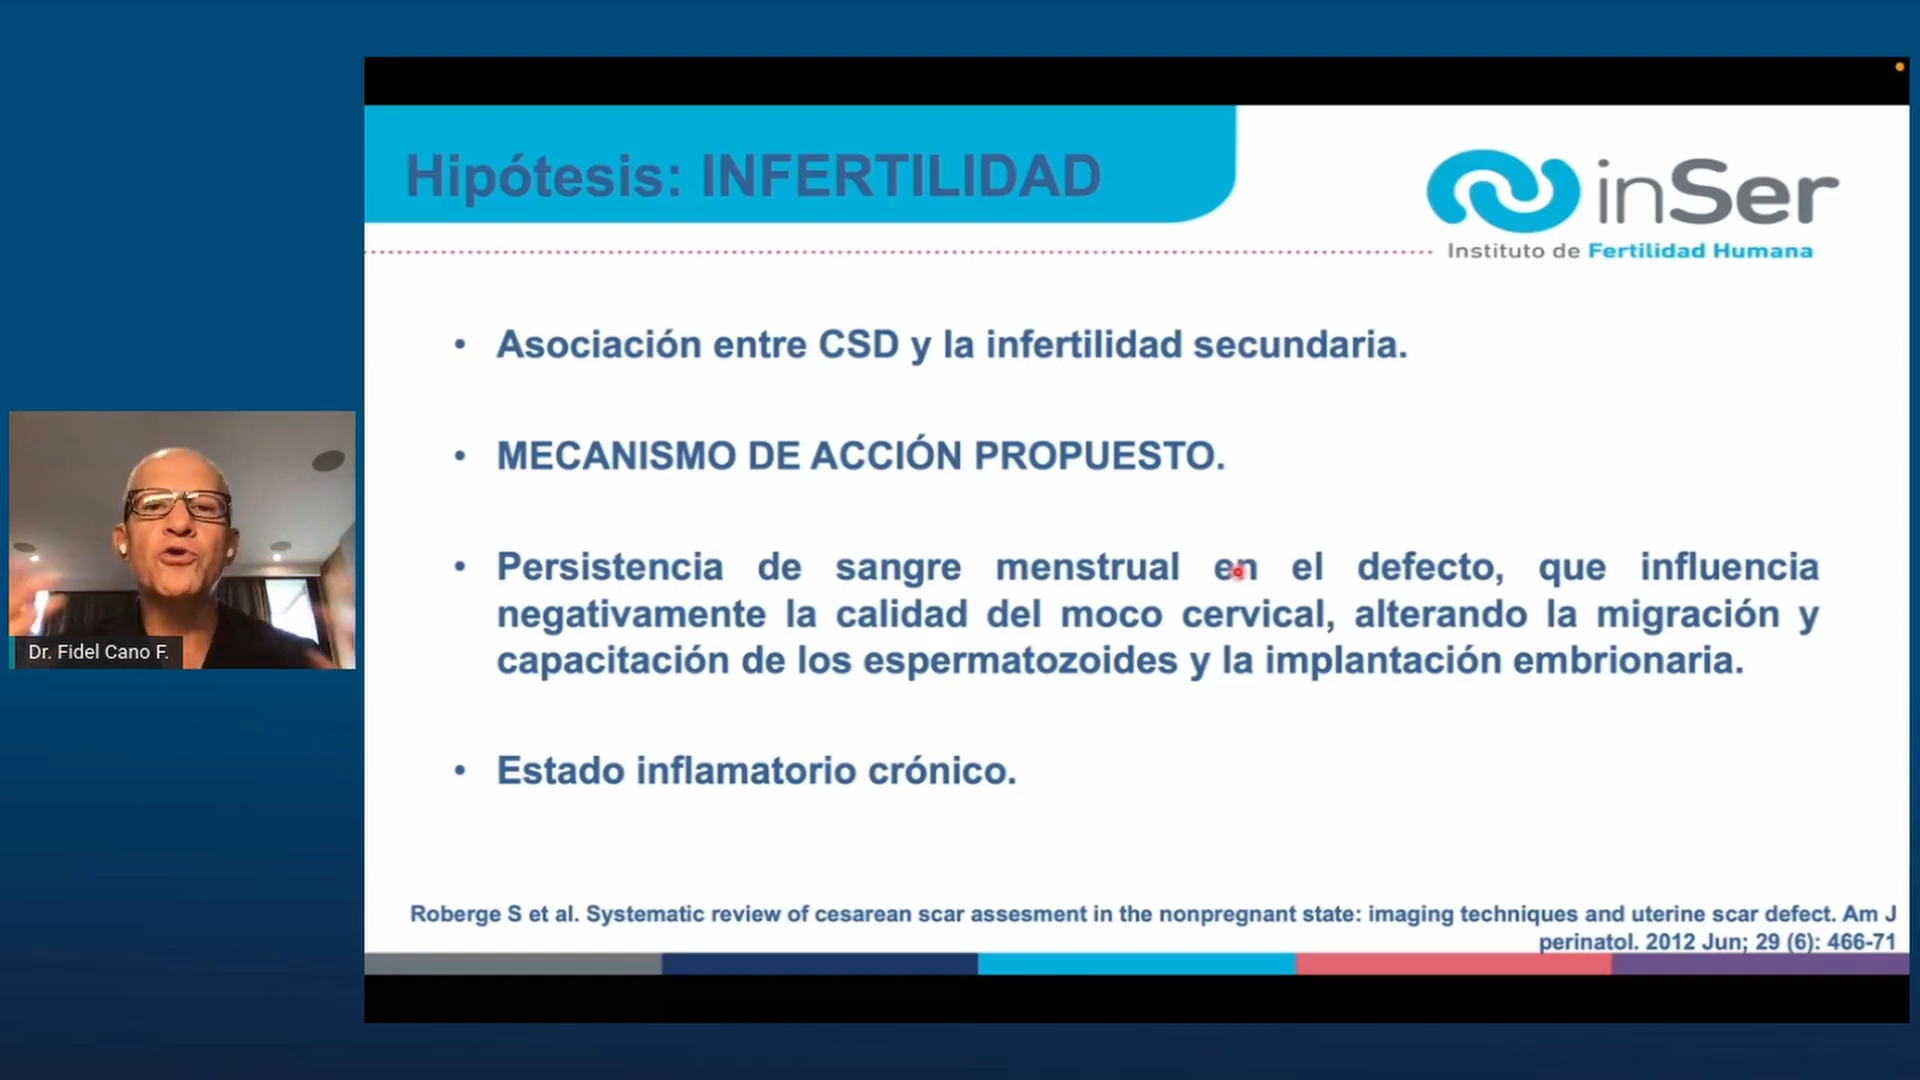 Hipótesis: INFERTILIDAD
inSer
Instituto de Fertilidad Humana
• Asociación entre CSD y la infertilidad secundaria.
• MECANISMO DE ACCIÓN PROPUESTO.
• Persistencia de sangre menstrual en el defecto, que influencia
negativamente la calidad del moco cervical, alterando la migración y
capacitación de los espermatozoides y la implantación embrionaria.
• Estado inflamatorio crónico.
Dr. Fidel Cano F.
Roberge S et al. Systematic review of cesarean scar assesment in the nonpregnant state: imaging techniques and uterine scar defect. Am J
perinatol. 2012 Jun; 29 (6): 466-71